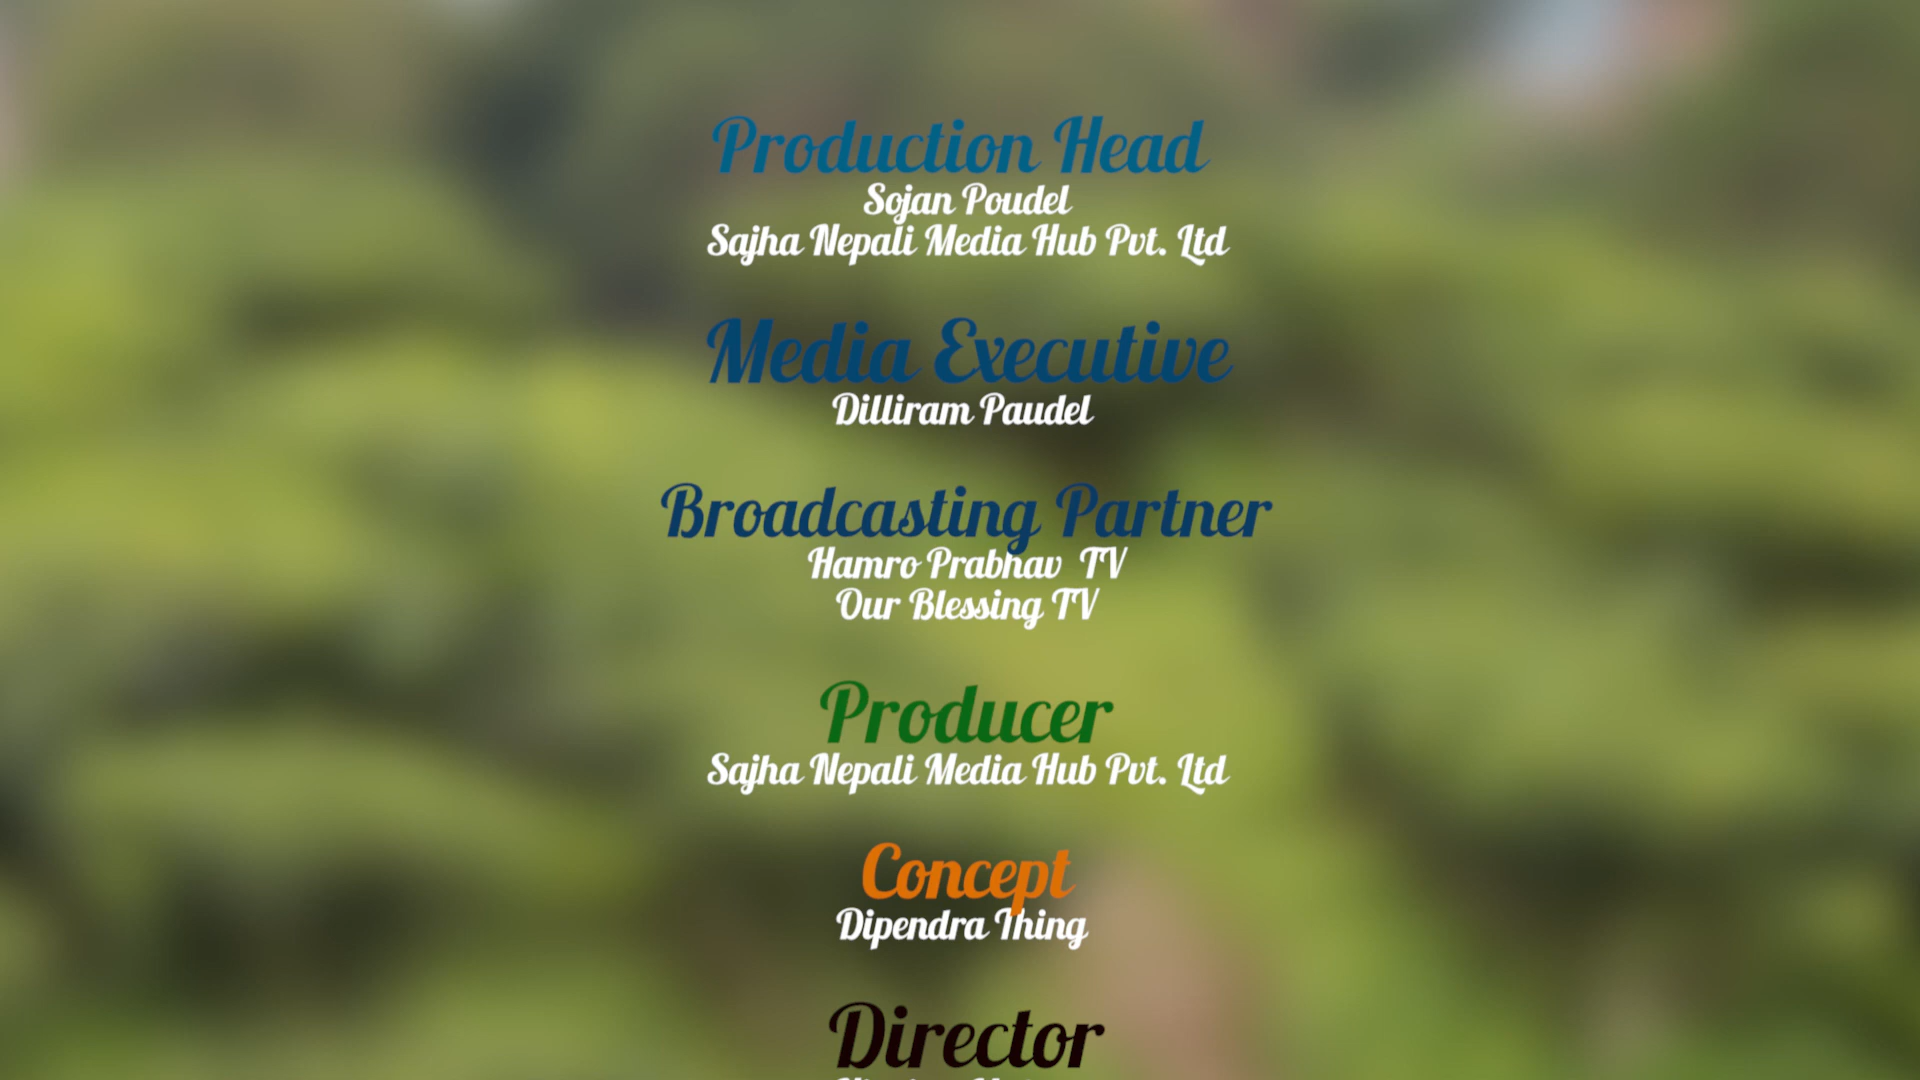 Production Head
Sojan Poudel
Sajha Nepali Media Hub Pvt. Ltd
Media Executive
Dilliram Paudel
Broadcasting Partner
Hamro Prabhav TV
Our Blessing TV
Producer
Sajha Nepali Media Hub Pvt. Ltd
Concept
Dipendra Thing
Director